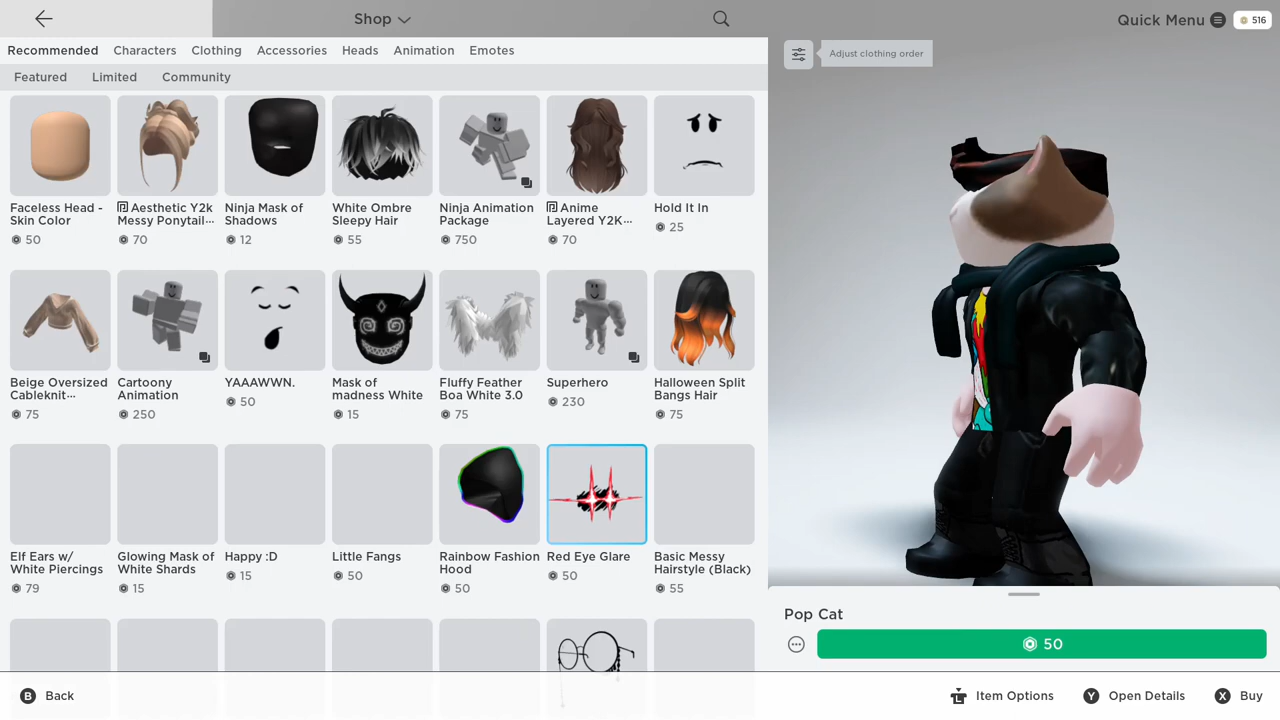 Shop
Quick Menu
516
Recommended Characters Clothing Accessories Heads Animation Emotes
Featured Limited Community
Adjust clothing order
Faceless Head - Skin Color
50
Aesthetic Y2k Messy Ponytail...
70
Ninja Mask of Shadows
12
White Ombre Sleepy Hair
55
Ninja Animation Package
750
Anime Layered Y2K...
70
Hold It In
25
Beige Oversized Cableknit...
75
Cartoony Animation
250
YAAAWWN.
50
Mask of madness White
15
Fluffy Feather Boa White 3.0
75
Superhero
230
Halloween Split Bangs Hair
75
Elf Ears w/ White Piercings
79
Glowing Mask of White Shards
15
Happy :D
15
Little Fangs
50
Rainbow Fashion Hood
50
Red Eye Glare
50
Basic Messy Hairstyle (Black)
55
Pop Cat
50
B Back
Item Options
Y Open Details
X Buy